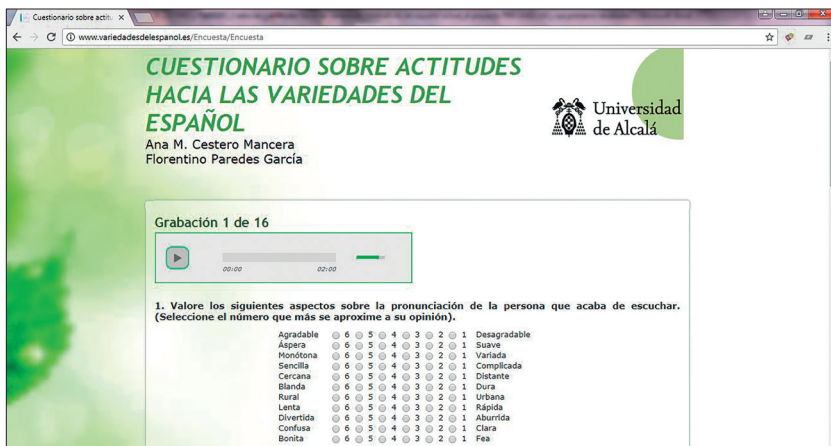 Cuestionario sobre actitu
www.variedadesdelespanol.es/Encuesta/Encuesta
CUESTIONARIO SOBRE ACTITUDES
HACIA LAS VARIEDADES DEL
ESPAÑOL
Ana M. Cestero Mancera
Florentino Paredes García
Universidad
de Alcalá
Grabación 1 de 16
00:00 02:00
1. Valore los siguientes aspectos sobre la pronunciación de la persona que acaba de escuchar.
(Seleccione el número que más se aproxime a su opinión).
Agradable 6 5 4 3 2 1 Desagradable
Áspera 6 5 4 3 2 1 Suave
Monótona 6 5 4 3 2 1 Variada
Sencilla 6 5 4 3 2 1 Complicada
Cercana 6 5 4 3 2 1 Distante
Blanda 6 5 4 3 2 1 Dura
Rural 6 5 4 3 2 1 Urbana
Lenta 6 5 4 3 2 1 Rápida
Divertida 6 5 4 3 2 1 Aburrida
Confusa 6 5 4 3 2 1 Clara
Bonita 6 5 4 3 2 1 Fea